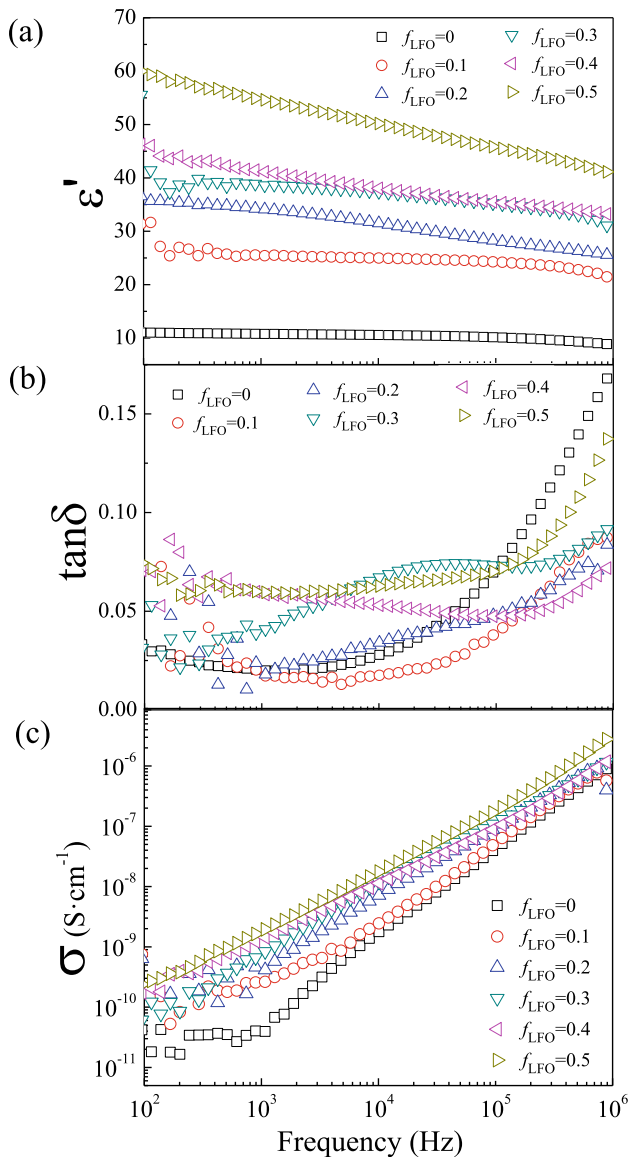 (a)
70
60
50
40
30
20
10
ε'
fLFO=0
fLFO=0.1
fLFO=0.2
fLFO=0.3
fLFO=0.4
fLFO=0.5
(b)
0.15
0.10
0.05
0.00
tanδ
fLFO=0
fLFO=0.1
fLFO=0.2
fLFO=0.3
fLFO=0.4
fLFO=0.5
(c)
10⁻⁶
10⁻⁷
10⁻⁸
10⁻⁹
10⁻¹⁰
10⁻¹¹
σ (S·cm⁻¹)
fLFO=0
fLFO=0.1
fLFO=0.2
fLFO=0.3
fLFO=0.4
fLFO=0.5
10² 10³ 10⁴ 10⁵ 10⁶
Frequency (Hz)